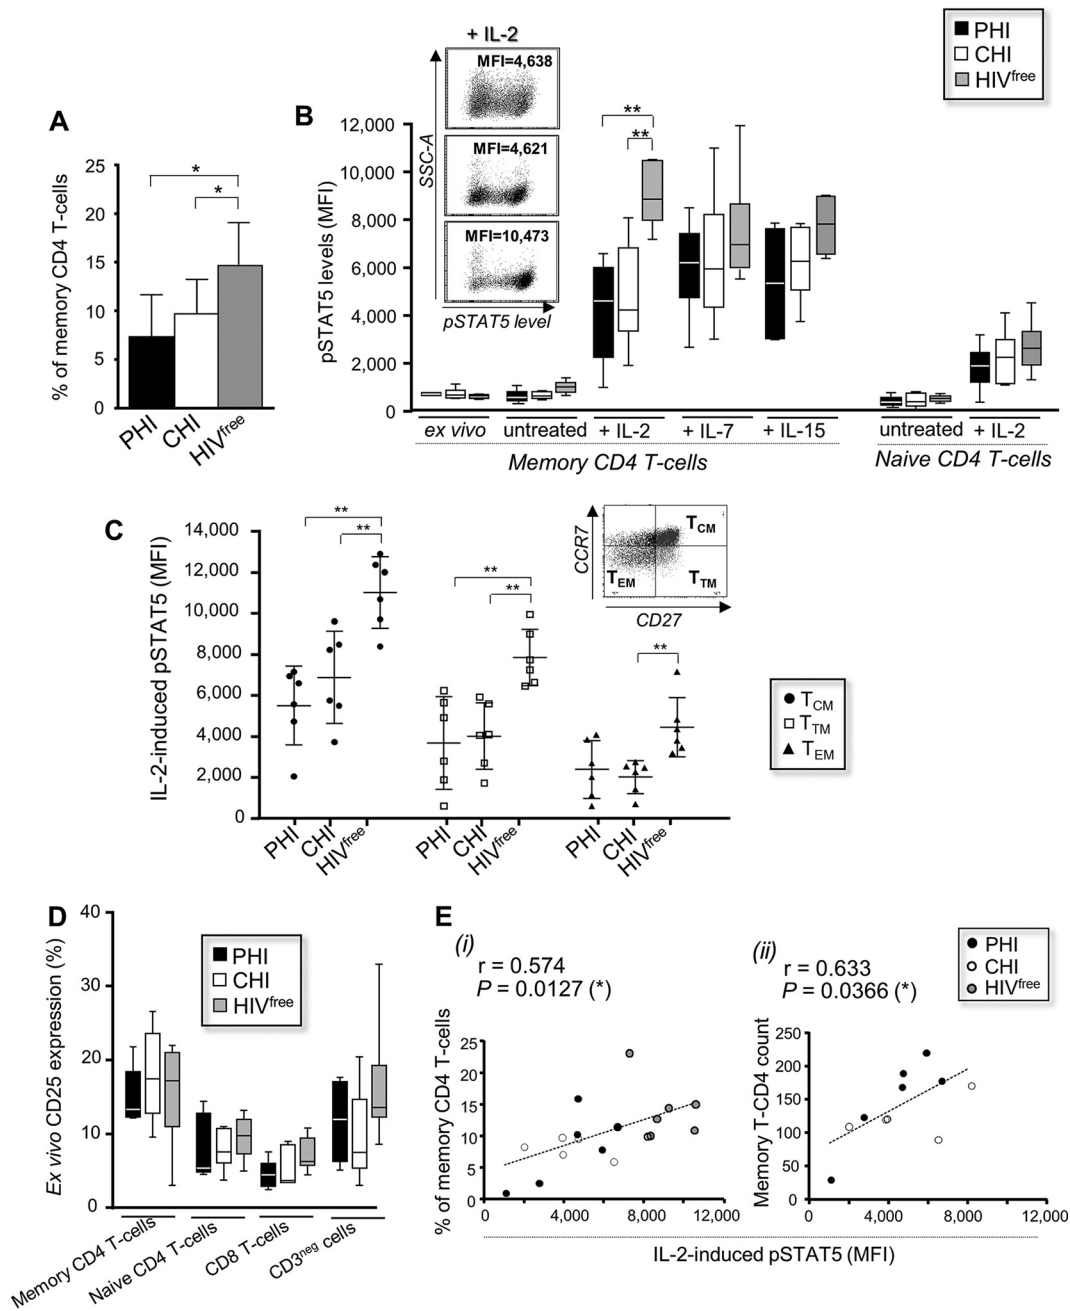 PHI
CHI
HIVfree
A
% of memory CD4 T-cells
25
20
15
10
5
0
*
*
PHI
CHI
HIVfree
B
+ IL-2
MFI=4,638
MFI=4,621
MFI=10,473
SSC-A
pSTAT5 level
pSTAT5 levels (MFI)
12,000
10,000
8,000
6,000
4,000
2,000
0
**
**
ex vivo untreated + IL-2 + IL-7 + IL-15 untreated + IL-2
Memory CD4 T-cells Naive CD4 T-cells
C
IL-2-induced pSTAT5 (MFI)
14,000
12,000
10,000
8,000
6,000
4,000
2,000
0
**
**
**
**
**
PHI CHI HIVfree PHI CHI HIVfree PHI CHI HIVfree
CCR7
TCM
TEM TTM
CD27
TCM
TTM
TEM
D
Ex vivo CD25 expression (%)
40
30
20
10
0
PHI
CHI
HIVfree
Memory CD4 T-cells
Naive CD4 T-cells
CD8 T-cells
CD3neg cells
E
(i)
r = 0.574
P = 0.0127 (*)
% of memory CD4 T-cells
25
20
15
10
5
0
0 4,000 8,000 12,000
(ii)
r = 0.633
P = 0.0366 (*)
PHI
CHI
HIVfree
Memory T-CD4 count
250
200
150
100
50
0
0 4,000 8,000 12,000
IL-2-induced pSTAT5 (MFI)